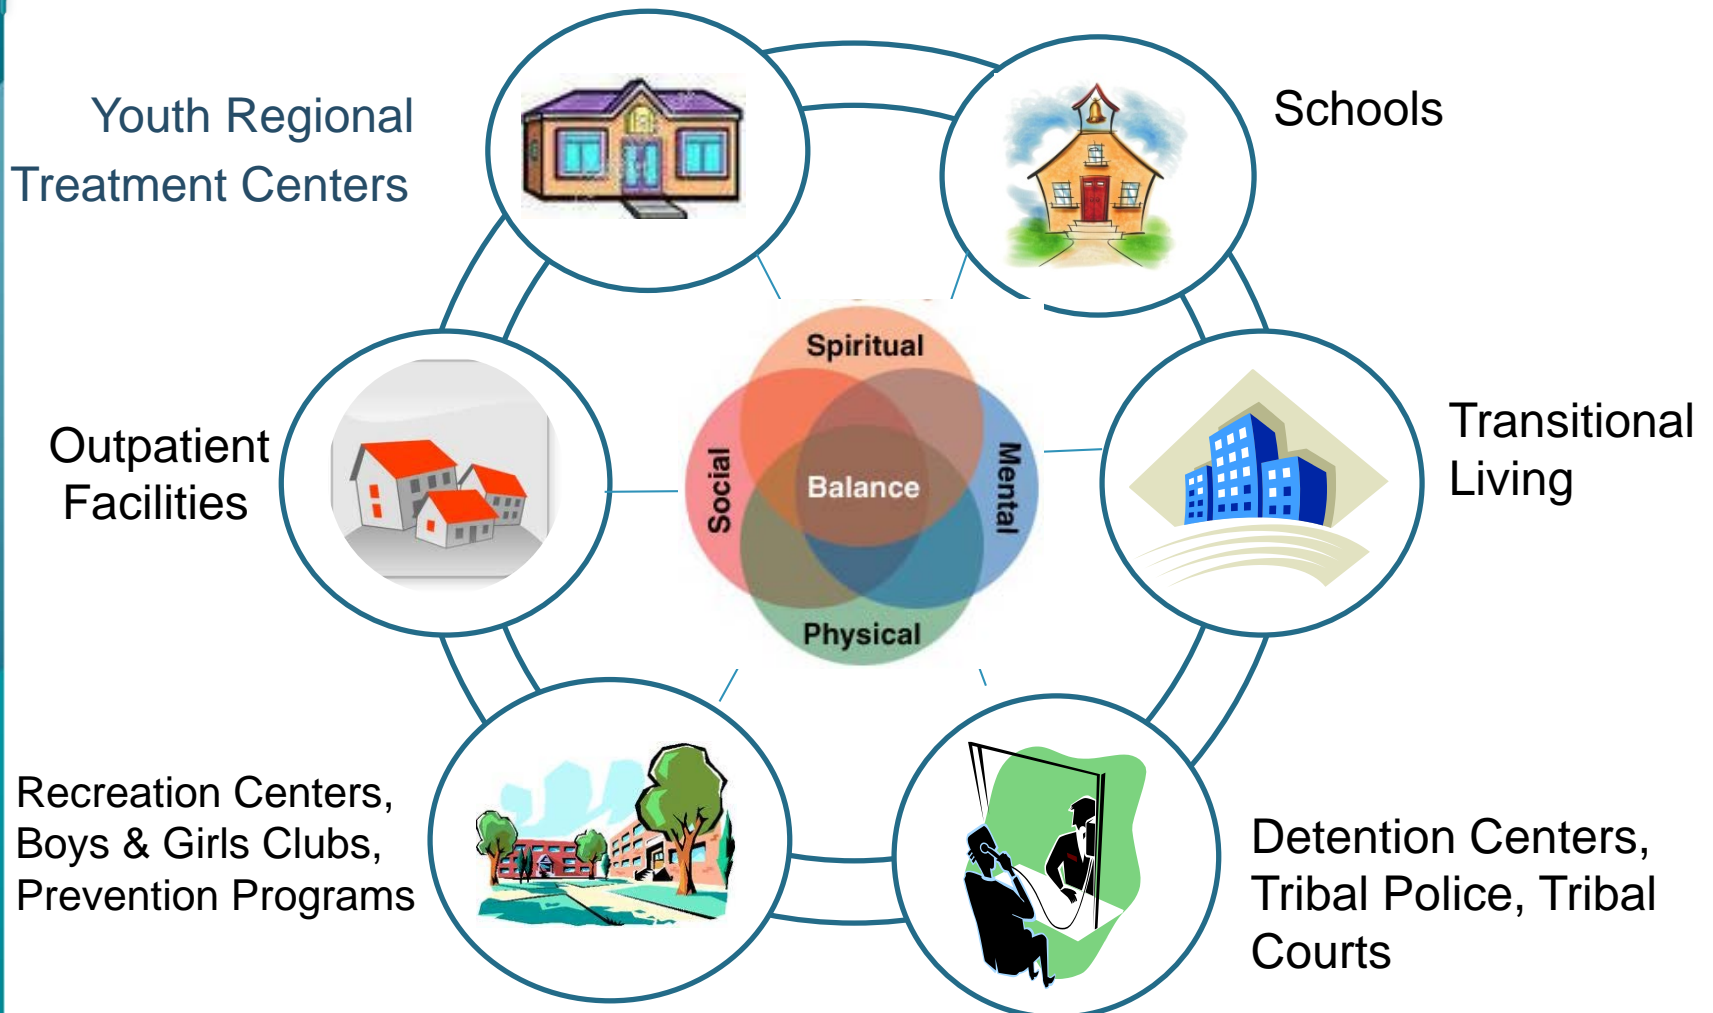 Youth Regional
Treatment Centers
Schools
Spiritual
Social
Balance
Mental
Physical
Outpatient
Facilities
Transitional
Living
Recreation Centers,
Boys & Girls Clubs,
Prevention Programs
Detention Centers,
Tribal Police, Tribal
Courts